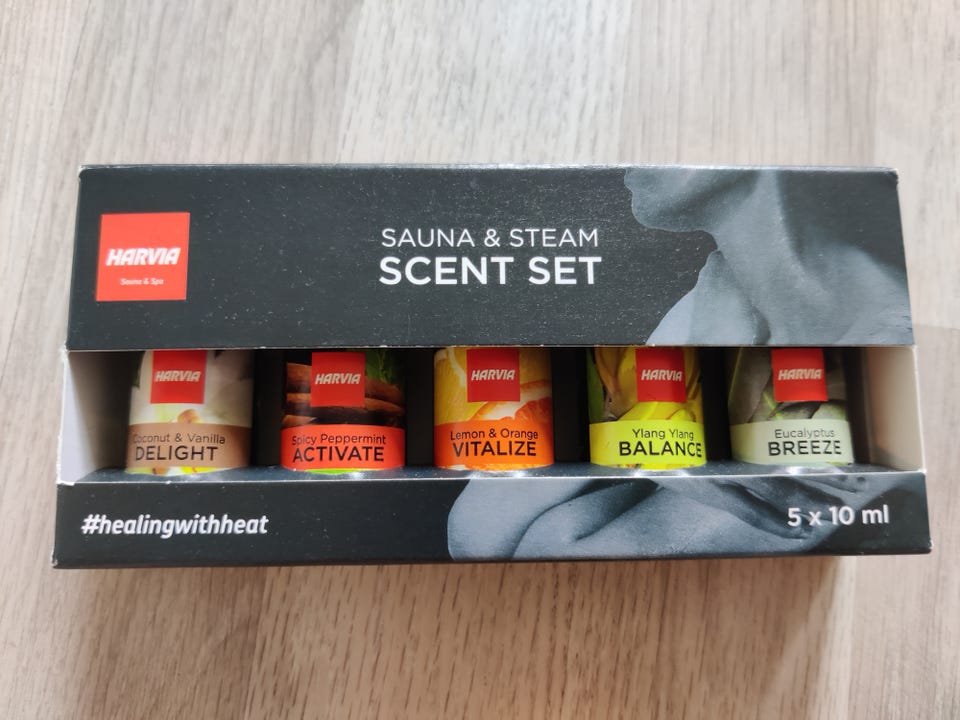 HARVIA
Sauna & Spa
SAUNA & STEAM
SCENT SET
HARVIA
Coconut & Vanilla
DELIGHT
HARVIA
Spicy Peppermint
ACTIVATE
HARVIA
Lemon & Orange
VITALIZE
HARVIA
Ylang Ylang
BALANCE
HARVIA
Eucalyptus
BREEZE
#healingwithheat
5 x 10 ml